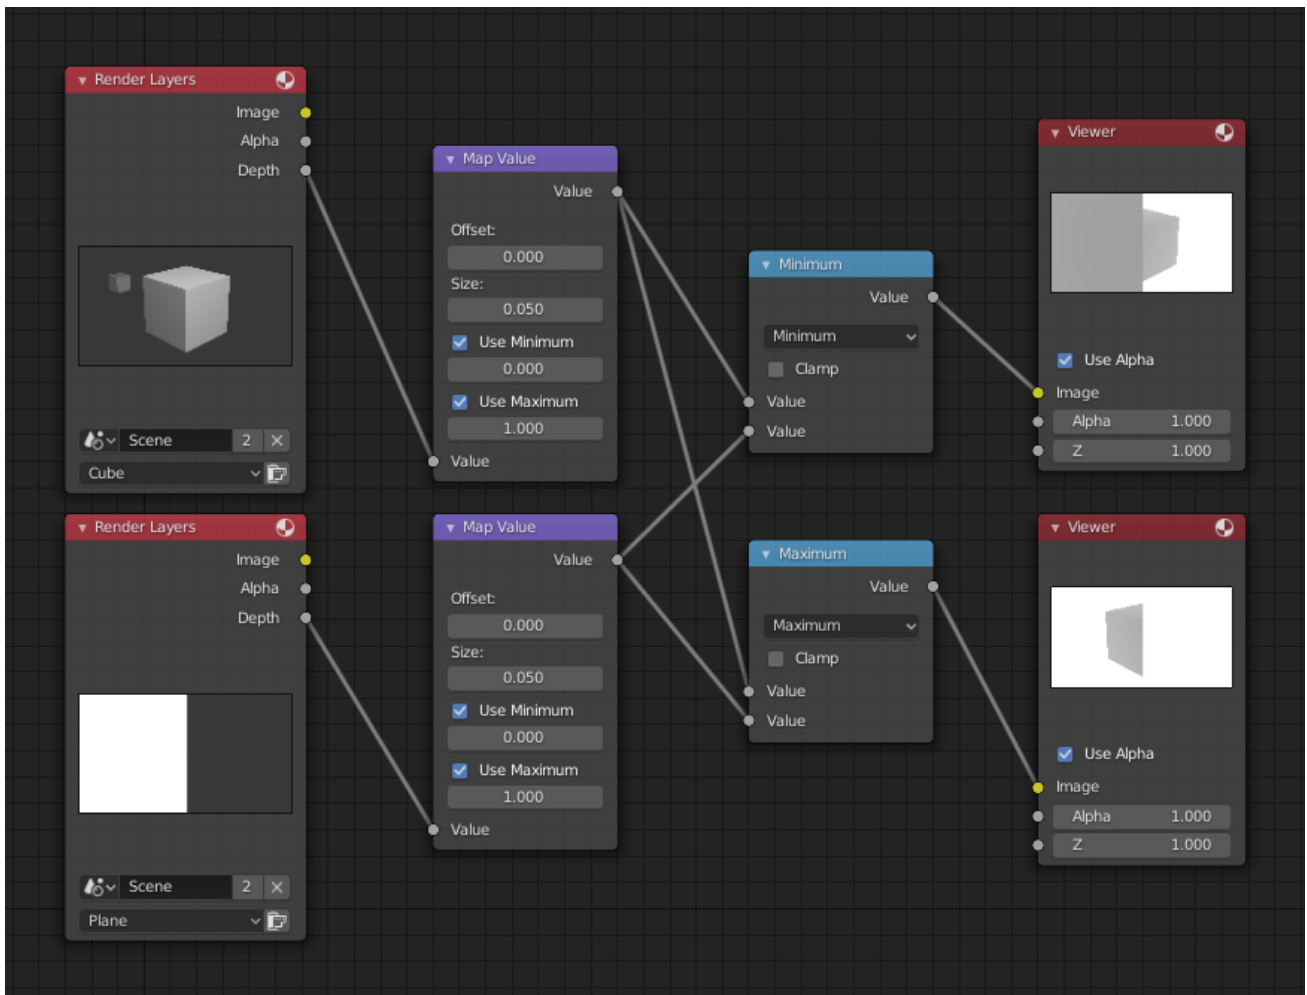 Render Layers
Image
Alpha
Depth
Scene 2
Cube
Render Layers
Image
Alpha
Depth
Scene 2
Plane
Map Value
Value
Offset:
0.000
Size:
0.050
Use Minimum
0.000
Use Maximum
1.000
Value
Map Value
Value
Offset:
0.000
Size:
0.050
Use Minimum
0.000
Use Maximum
1.000
Value
Minimum
Value
Minimum
Clamp
Value
Value
Maximum
Value
Maximum
Clamp
Value
Value
Viewer
Use Alpha
Image
Alpha 1.000
Z 1.000
Viewer
Use Alpha
Image
Alpha 1.000
Z 1.000